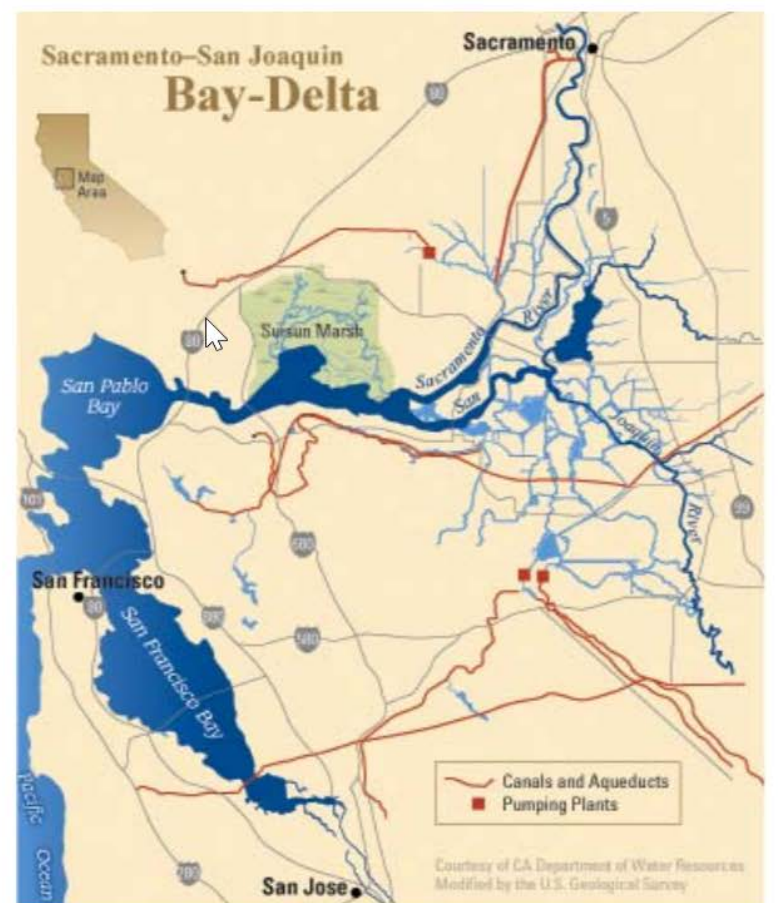 Sacramento–San Joaquin
Bay-Delta
Sacramento
80
Map
Area
5
Suisun Marsh
80
Sacramento River
San Pablo
Bay
San Joaquin River
101
99
680
San Francisco
80
580
San Francisco Bay
Canals and Aqueducts
Pumping Plants
Pacific Ocean
280
San Jose
Courtesy of CA Department of Water Resources
Modified by the U.S. Geological Survey